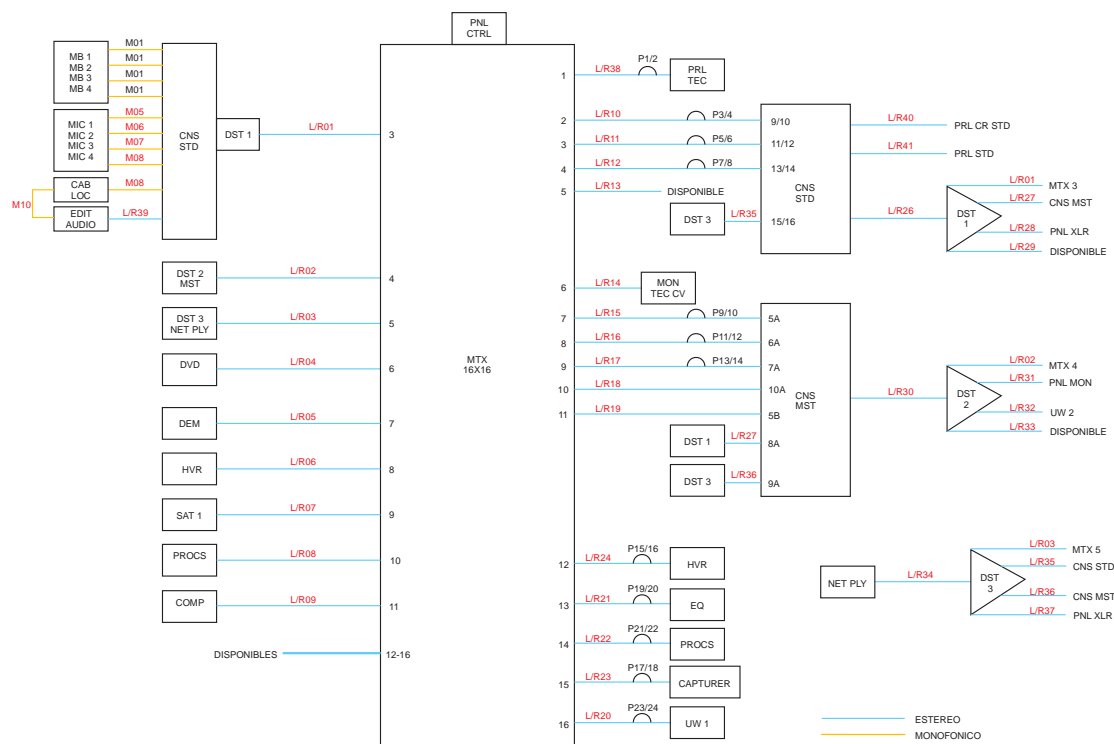 PNL
CTRL
MTX
16X16
MB 1
MB 2
MB 3
MB 4
M01
M01
M01
M01
MIC 1
MIC 2
MIC 3
MIC 4
M05
M06
M07
M08
CAB
LOC
M08
M10
EDIT
AUDIO
L/R39
CNS
STD
DST 1
L/R01
3
DST 2
MST
L/R02
4
DST 3
NET PLY
L/R03
5
DVD
L/R04
6
DEM
L/R05
7
HVR
L/R06
8
SAT 1
L/R07
9
PROCS
L/R08
10
COMP
L/R09
11
DISPONIBLES
12-16
1
L/R38
P1/2
PRL
TEC
2
L/R10
P3/4
9/10
3
L/R11
P5/6
11/12
4
L/R12
P7/8
13/14
5
L/R13
DISPONIBLE
DST 3
L/R35
15/16
CNS
STD
L/R40
PRL CR STD
L/R41
PRL STD
L/R26
DST
1
L/R01
MTX 3
L/R27
CNS MST
L/R28
PNL XLR
L/R29
DISPONIBLE
6
L/R14
MON
TEC CV
7
L/R15
P9/10
5A
8
L/R16
P11/12
6A
9
L/R17
P13/14
7A
10
L/R18
10A
11
L/R19
5B
DST 1
L/R27
8A
DST 3
L/R36
9A
CNS
MST
L/R30
DST
2
L/R02
MTX 4
L/R31
PNL MON
L/R32
UW 2
L/R33
DISPONIBLE
12
L/R24
P15/16
HVR
13
L/R21
P19/20
EQ
14
L/R22
P21/22
PROCS
15
L/R23
P17/18
CAPTURER
16
L/R20
P23/24
UW 1
NET PLY
L/R34
DST
3
L/R03
MTX 5
L/R35
CNS STD
L/R36
CNS MST
L/R37
PNL XLR
ESTEREO
MONOFONICO